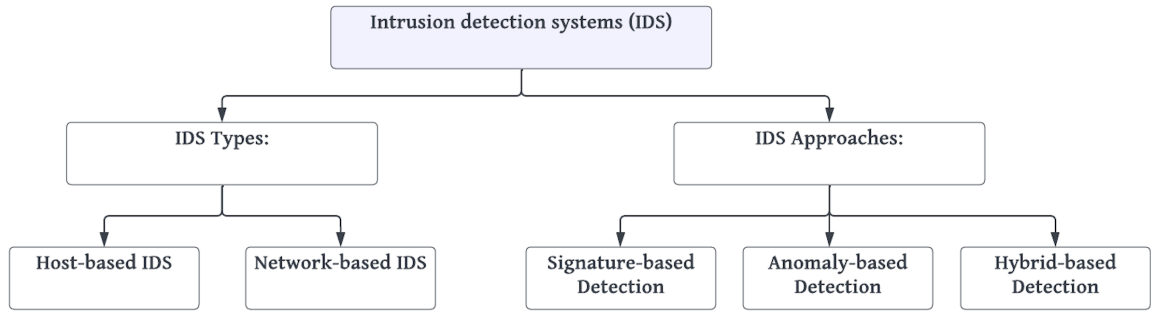 Intrusion detection systems (IDS)
IDS Types:
IDS Approaches:
Host-based IDS
Network-based IDS
Signature-based
Detection
Anomaly-based
Detection
Hybrid-based
Detection